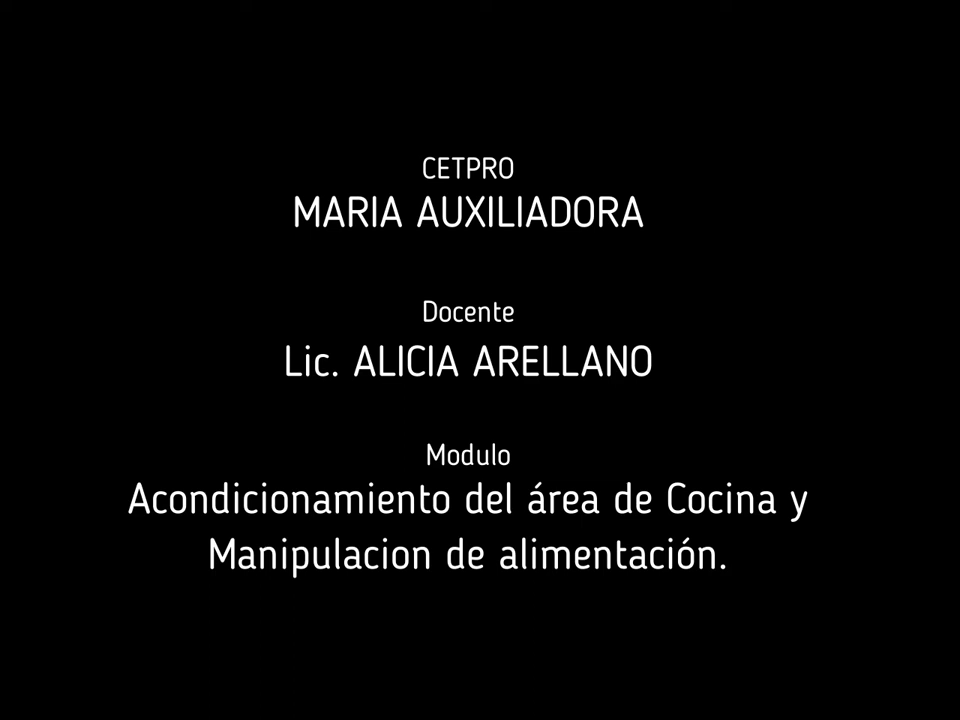 CETPRO
MARIA AUXILIADORA
Docente
Lic. ALICIA ARELLANO
Modulo
Acondicionamiento del área de Cocina y
Manipulacion de alimentación.